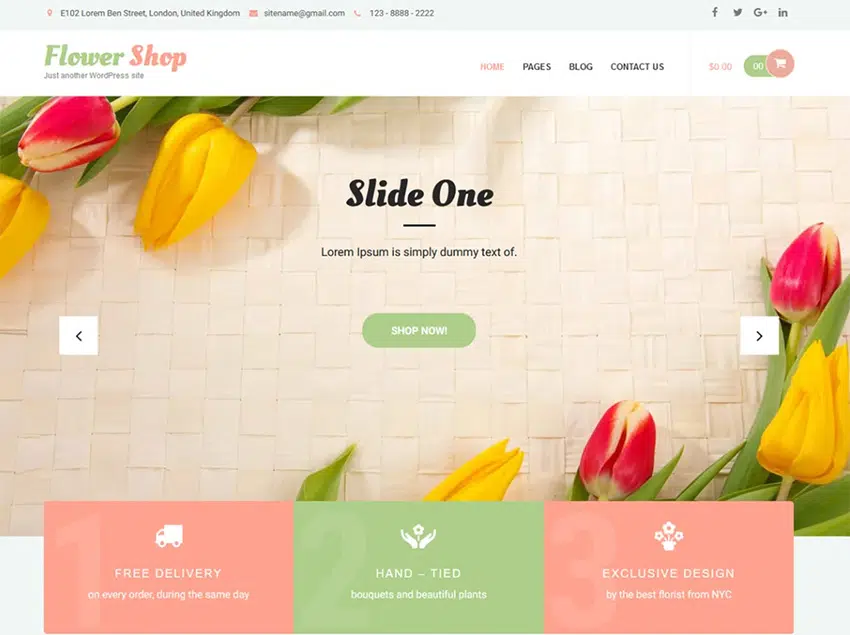 E102 Lorem Ben Street, London, United Kingdom sitename@gmail.com 123 - 8888 - 2222
Flower Shop
Just another WordPress site
HOME PAGES BLOG CONTACT US $0.00 00
Slide One
Lorem Ipsum is simply dummy text of.
SHOP NOW!
1 2 3
FREE DELIVERY HAND – TIED EXCLUSIVE DESIGN
on every order, during the same day bouquets and beautiful plants by the best florist from NYC